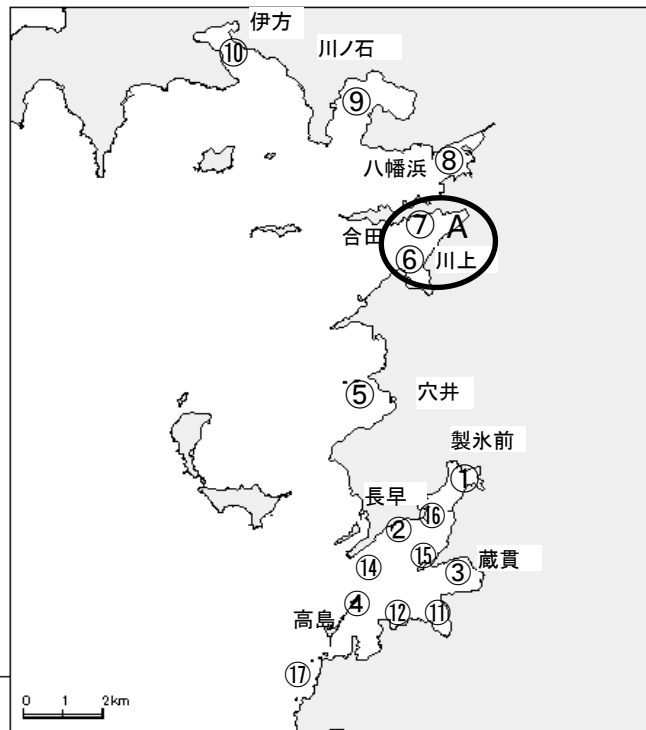 伊方
⑩
川ノ石
⑨
八幡浜
⑧
⑦
A
合田
⑥
川上
⑤
穴井
製氷前
①
長早
⑯
②
⑮
蔵貫
③
⑭
④
高島
⑫
⑪
⑰
0 1 2km